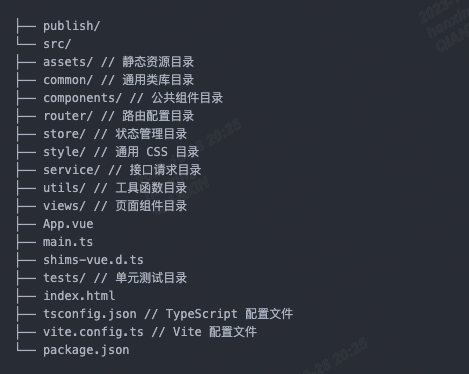 ├── publish/
└── src/
├── assets/ // 静态资源目录
├── common/ // 通用类库目录
├── components/ // 公共组件目录
├── router/ // 路由配置目录
├── store/ // 状态管理目录
├── style/ // 通用 CSS 目录
├── service/ // 接口请求目录
├── utils/ // 工具函数目录
├── views/ // 页面组件目录
├── App.vue
├── main.ts
├── shims-vue.d.ts
├── tests/ // 单元测试目录
├── index.html
├── tsconfig.json // TypeScript 配置文件
├── vite.config.ts // Vite 配置文件
└── package.json